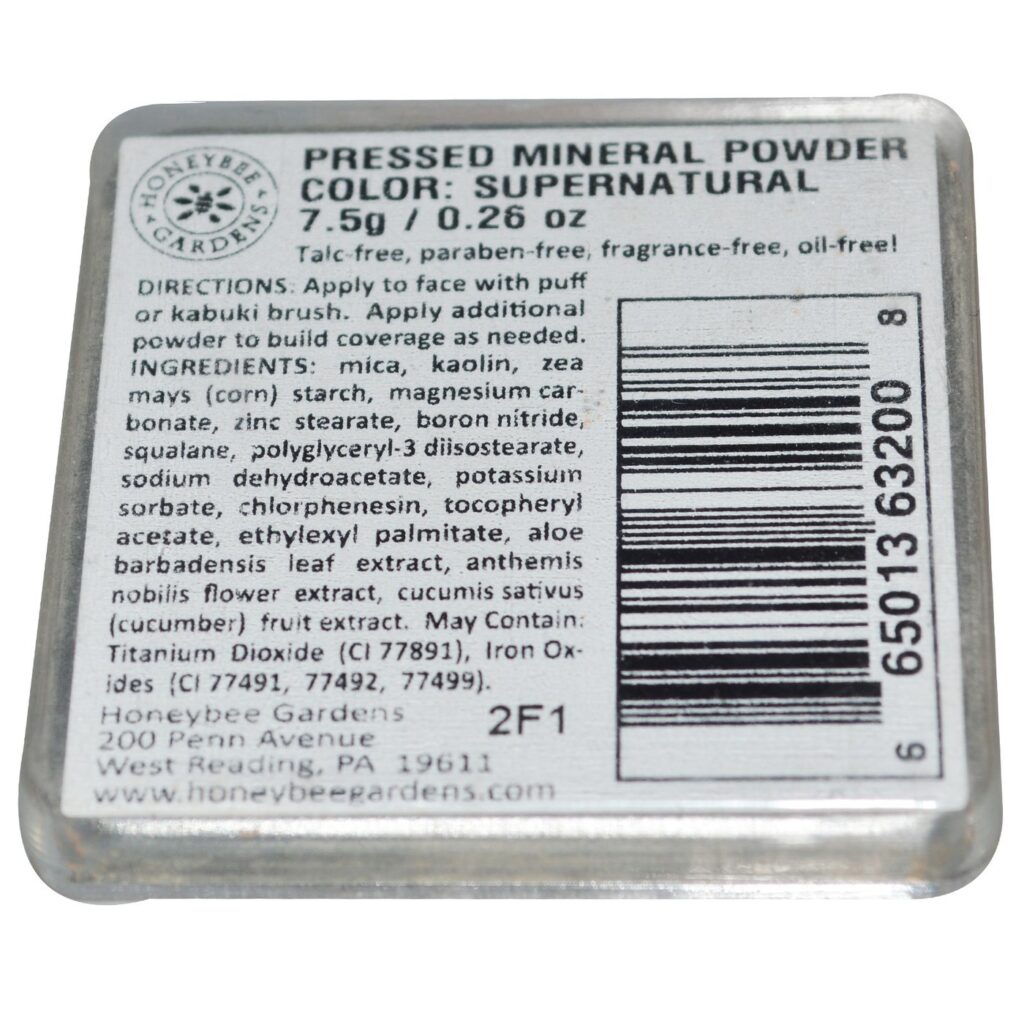 HONEYBEE GARDENS
PRESSED MINERAL POWDER
COLOR: SUPERNATURAL
7.5g / 0.26 oz
Talc-free, paraben-free, fragrance-free, oil-free!
DIRECTIONS: Apply to face with puff
or kabuki brush. Apply additional
powder to build coverage as needed.
INGREDIENTS: mica, kaolin, zea
mays (corn) starch, magnesium car-
bonate, zinc stearate, boron nitride,
squalane, polyglyceryl-3 diisostearate,
sodium dehydroacetate, potassium
sorbate, chlorphenesin, tocopheryl
acetate, ethylexyl palmitate, aloe
barbadensis leaf extract, anthemis
nobilis flower extract, cucumis sativus
(cucumber) fruit extract. May Contain:
Titanium Dioxide (CI 77891), Iron Ox-
ides (CI 77491, 77492, 77499).
Honeybee Gardens
200 Penn Avenue
West Reading, PA 19611
www.honeybeegardens.com
2F1
6 65013 63200 8